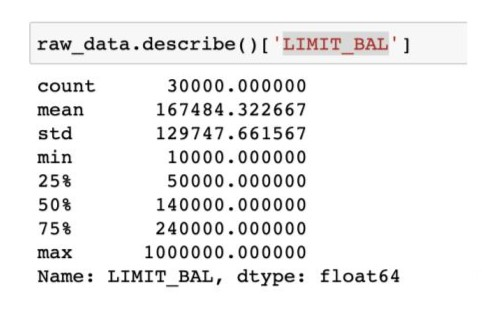 raw_data.describe()['LIMIT_BAL']
count 30000.000000
mean 167484.322667
std 129747.661567
min 10000.000000
25% 50000.000000
50% 140000.000000
75% 240000.000000
max 1000000.000000
Name: LIMIT_BAL, dtype: float64